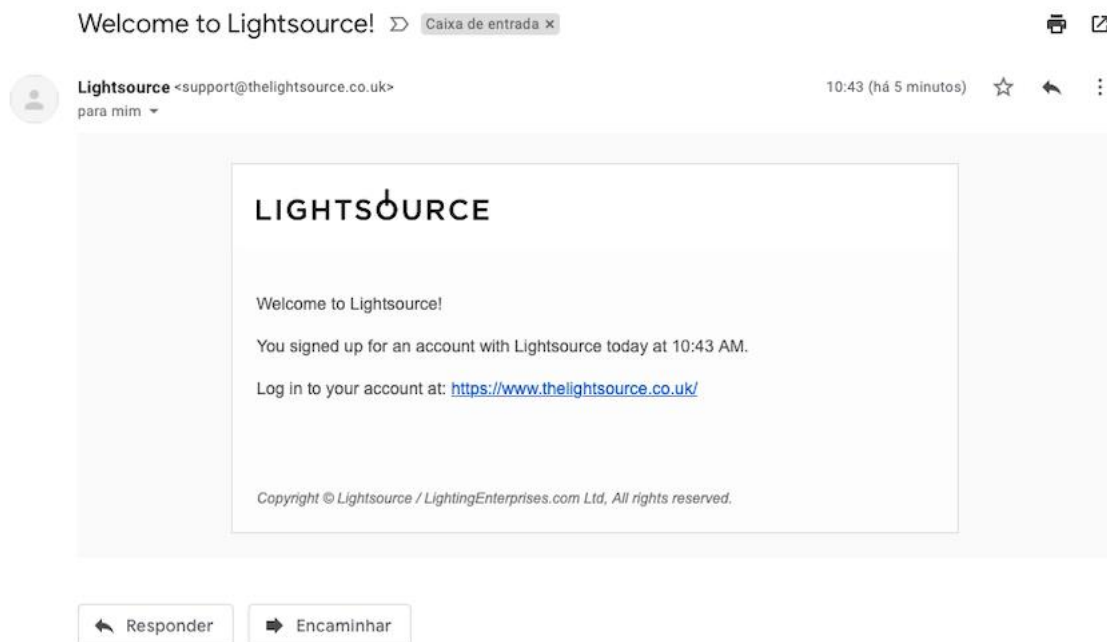 Welcome to Lightsource! Caixa de entrada ×
Lightsource <support@thelightsource.co.uk> 10:43 (há 5 minutos)
para mim
LIGHTSOURCE
Welcome to Lightsource!
You signed up for an account with Lightsource today at 10:43 AM.
Log in to your account at: https://www.thelightsource.co.uk/
Copyright © Lightsource / LightingEnterprises.com Ltd, All rights reserved.
Responder Encaminhar